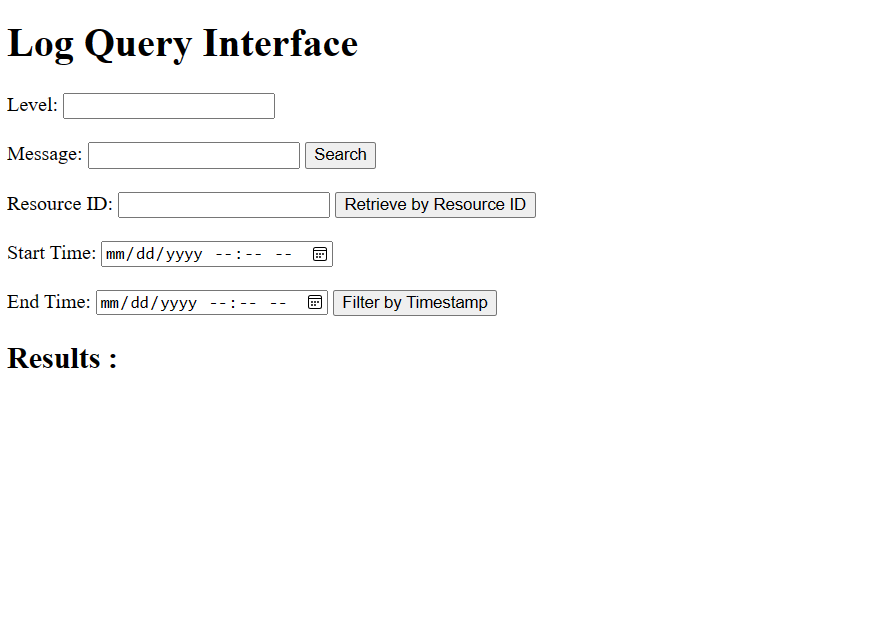 Log Query Interface
Level:
Message: Search
Resource ID: Retrieve by Resource ID
Start Time: mm/dd/yyyy --:-- --
End Time: mm/dd/yyyy --:-- -- Filter by Timestamp
Results :